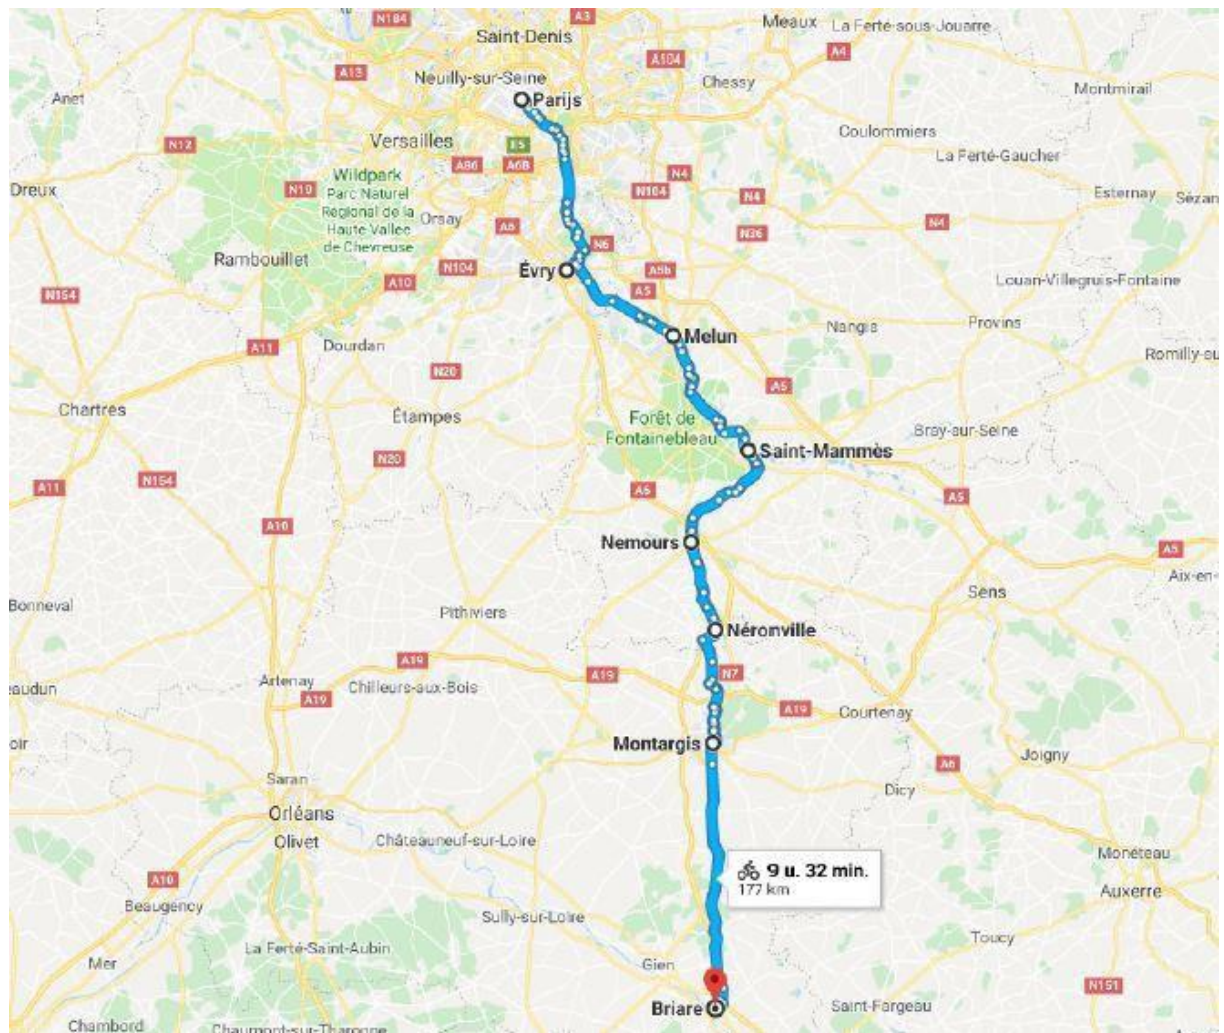 N184
A3
Meaux
La Ferté-sous-Jouarre
Saint-Denis
A104
A4
A13
Neuilly-sur-Seine
Chessy
Montmirail
Anet
Parijs
Coulommiers
N12
Versailles
E5
La Ferté-Gaucher
A86
A6B
N4
Wildpark
Parc Naturel
Régional de la
Haute Vallée
de Chevreuse
Dreux
N10
N104
N4
Esternay
Sézan
Orsay
A6
N4
N36
N6
Rambouillet
N104
Évry
A5b
A10
A5
Louan-Villegruis-Fontaine
N154
Nangis
Provins
Melun
A11
Dourdan
Romilly-su
N20
A5
Chartres
Étampes
Forêt de
Fontainebleau
Bray-sur-Seine
Saint-Mammès
N20
N154
A11
A5
A10
Nemours
A5
Aix-en-
Sens
Bonneval
Pithiviers
Néronville
A19
A19
N7
Artenay
Chilleurs-aux-Bois
eaudun
A19
A19
Courtenay
Montargis
oir
Joigny
A6
Saran
Dicy
Orléans
Olivet
Châteauneuf-sur-Loire
Monéteau
9 u. 32 min.
177 km
A10
Auxerre
Beaugency
Sully-sur-Loire
Toucy
La Ferté-Saint-Aubin
Mer
Gien
N151
Briare
Saint-Fargeau
Chambord
Chaumont-sur-Tharonne